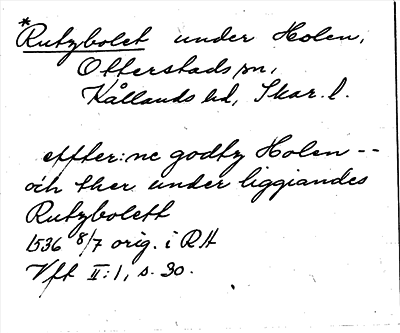 *Rutzbolet under Holen,
Otterstads sn,
Kållands hd, Skar. l.
effter:ne godtz Holen --
och ther under liggiandes
Rutzbolett
1536 8/7 orig. i RA
Vft II:1, s. 30.